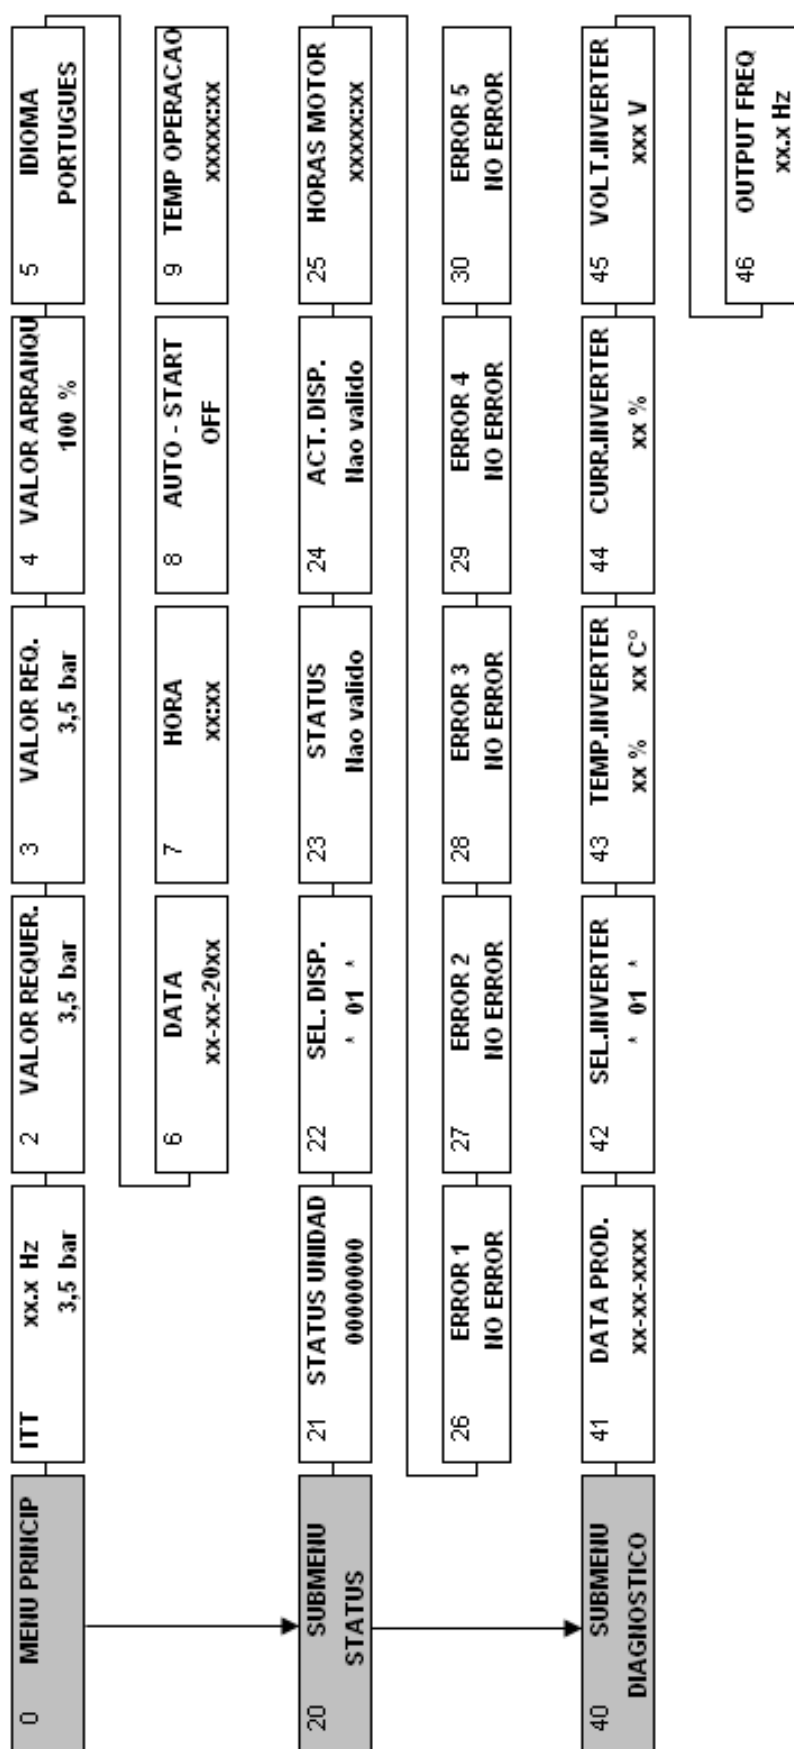 0 MENU PRINCIP
ITT xx.x Hz
3,5 bar
2 VALOR REQUER.
3,5 bar
3 VALOR REQ.
3,5 bar
4 VALOR ARRANQU
100 %
5 IDIOMA
PORTUGUES
6 DATA
xx-xx-20xx
7 HORA
xx:xx
8 AUTO - START
OFF
9 TEMP OPERACAO
xxxxx:xx
20 SUBMENU
STATUS
21 STATUS UNIDAD
00000000
22 SEL. DISP.
* 01 *
23 STATUS
Nao valido
24 ACT. DISP.
Nao valido
25 HORAS MOTOR
xxxxx:xx
26 ERROR 1
NO ERROR
27 ERROR 2
NO ERROR
28 ERROR 3
NO ERROR
29 ERROR 4
NO ERROR
30 ERROR 5
NO ERROR
40 SUBMENU
DIAGNOSTICO
41 DATA PROD.
xx-xx-xxxx
42 SEL.INVERTER
* 01 *
43 TEMP.INVERTER
xx % xx C°
44 CURR.INVERTER
xx %
45 VOLT.INVERTER
xxx V
46 OUTPUT FREQ
xx.x Hz